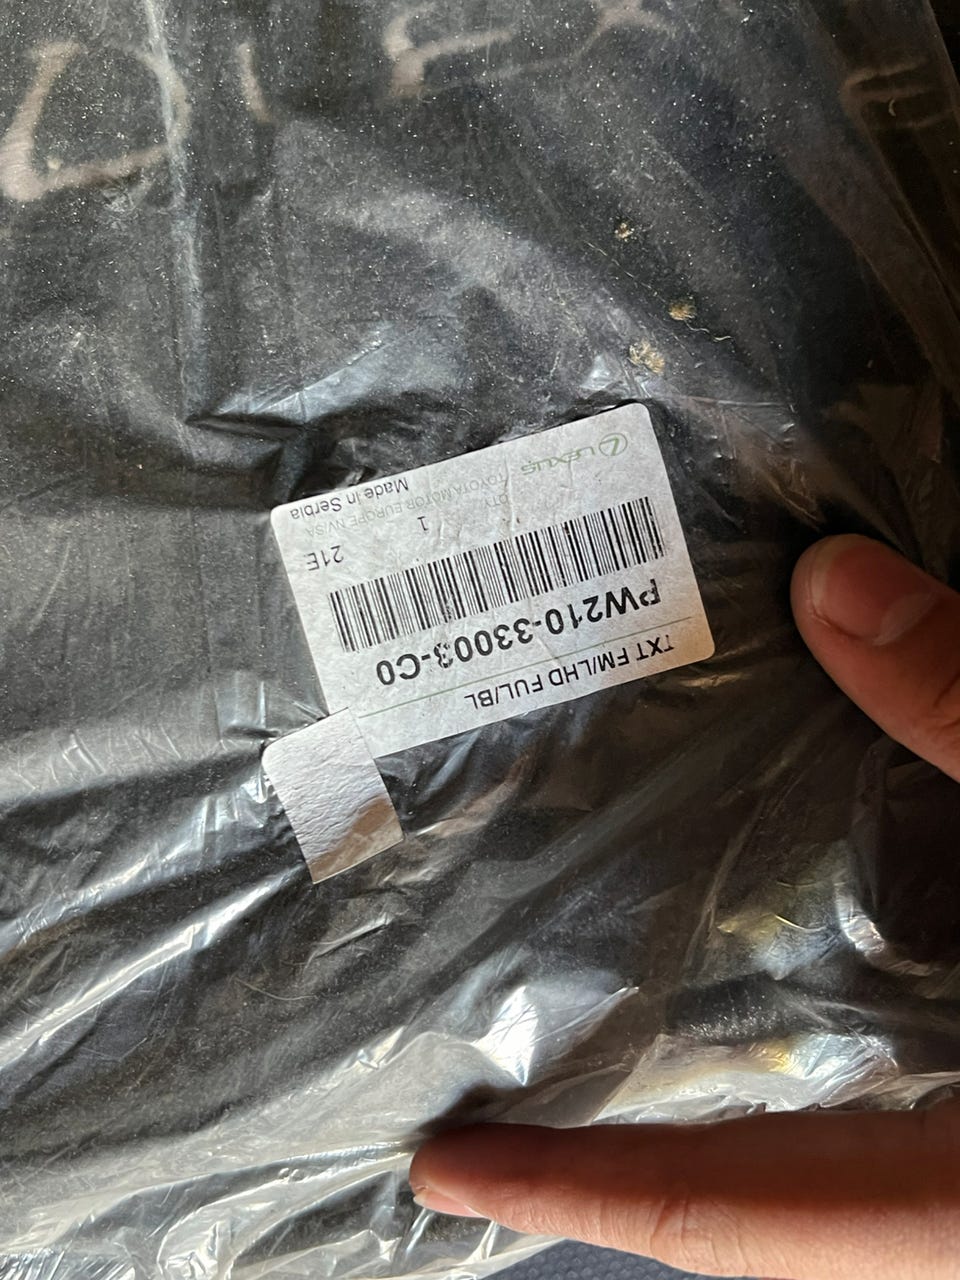 TXT FM/LHD FUL/BL
PW210-33003-C0
QTY 1 21E
LEXUS TOYOTA MOTOR EUROPE NV/SA
Made in Serbia